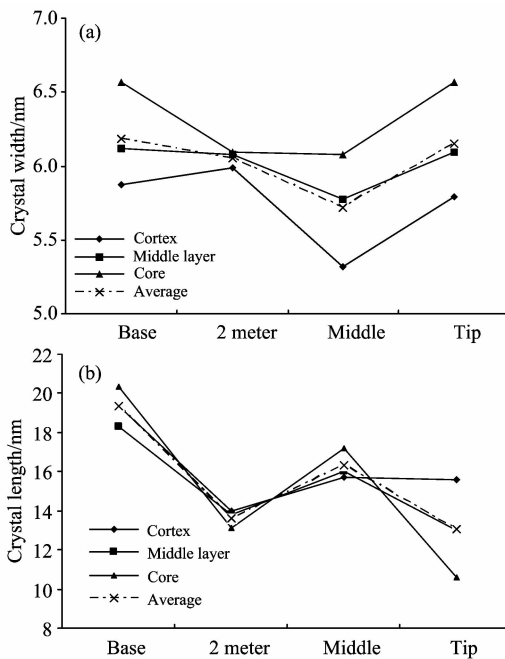 (a)
Crystal width/nm
7.0
6.5
6.0
5.5
5.0
Cortex
Middle layer
Core
Average
Base 2 meter Middle Tip
(b)
Crystal length/nm
22
20
18
16
14
12
10
8
Cortex
Middle layer
Core
Average
Base 2 meter Middle Tip